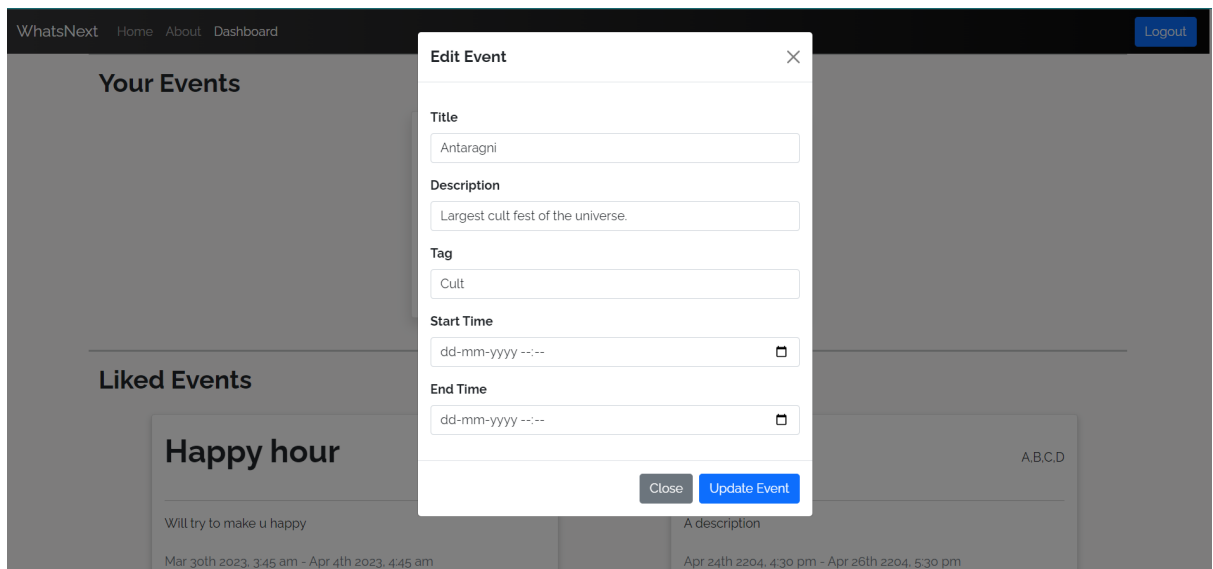 WhatsNext Home About Dashboard Logout
Your Events
Edit Event
Title
Antaragni
Description
Largest cult fest of the universe.
Tag
Cult
Start Time
dd-mm-yyyy --:--
End Time
dd-mm-yyyy --:--
Close Update Event
Liked Events
Happy hour
Will try to make u happy
Mar 30th 2023, 3:45 am - Apr 4th 2023, 4:45 am
A,B,C,D
A description
Apr 24th 2204, 4:30 pm - Apr 26th 2204, 5:30 pm